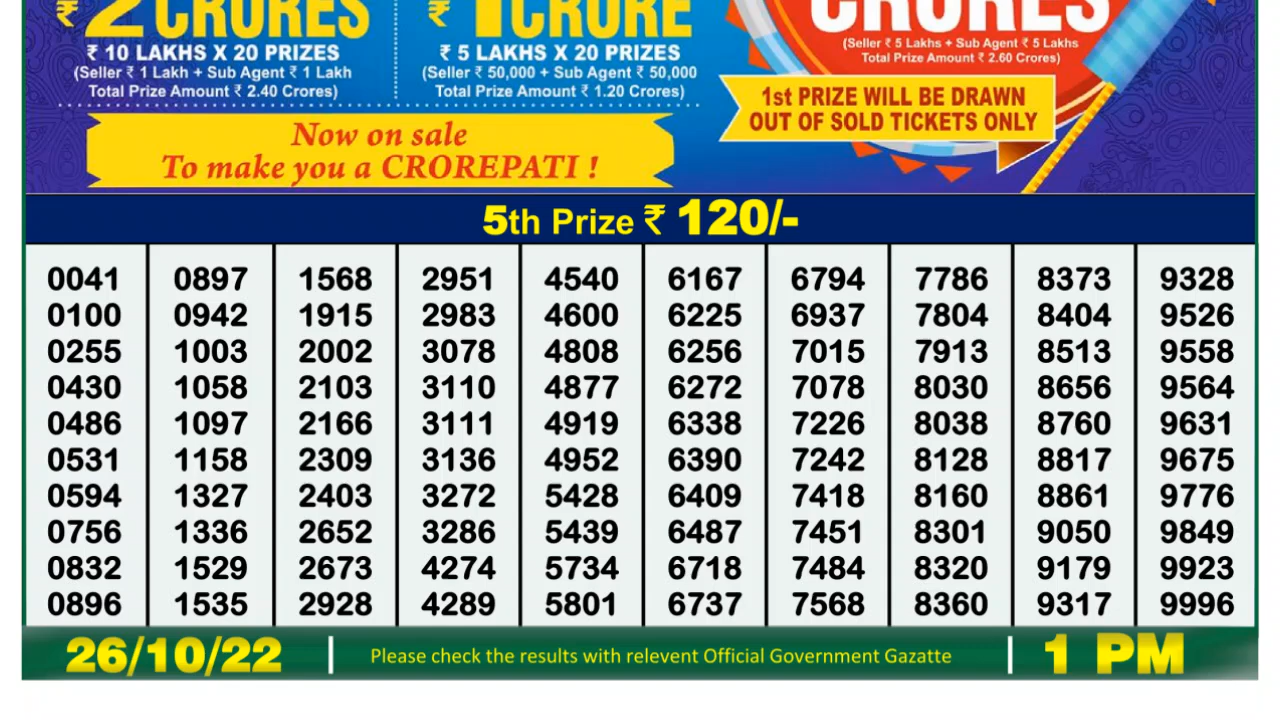 ₹ 2 CRORES
₹ 10 LAKHS X 20 PRIZES
(Seller ₹ 1 Lakh + Sub Agent ₹ 1 Lakh
Total Prize Amount ₹ 2.40 Crores)
₹ 1 CRORE
₹ 5 LAKHS X 20 PRIZES
(Seller ₹ 50,000 + Sub Agent ₹ 50,000
Total Prize Amount ₹ 1.20 Crores)
CRORES
(Seller ₹ 5 Lakhs + Sub Agent ₹ 5 Lakhs
Total Prize Amount ₹ 2.60 Crores)
1st PRIZE WILL BE DRAWN
OUT OF SOLD TICKETS ONLY
Now on sale
To make you a CROREPATI !
5th Prize ₹ 120/-
0041 0897 1568 2951 4540 6167 6794 7786 8373 9328
0100 0942 1915 2983 4600 6225 6937 7804 8404 9526
0255 1003 2002 3078 4808 6256 7015 7913 8513 9558
0430 1058 2103 3110 4877 6272 7078 8030 8656 9564
0486 1097 2166 3111 4919 6338 7226 8038 8760 9631
0531 1158 2309 3136 4952 6390 7242 8128 8817 9675
0594 1327 2403 3272 5428 6409 7418 8160 8861 9776
0756 1336 2652 3286 5439 6487 7451 8301 9050 9849
0832 1529 2673 4274 5734 6718 7484 8320 9179 9923
0896 1535 2928 4289 5801 6737 7568 8360 9317 9996
26/10/22 Please check the results with relevent Official Government Gazatte 1 PM